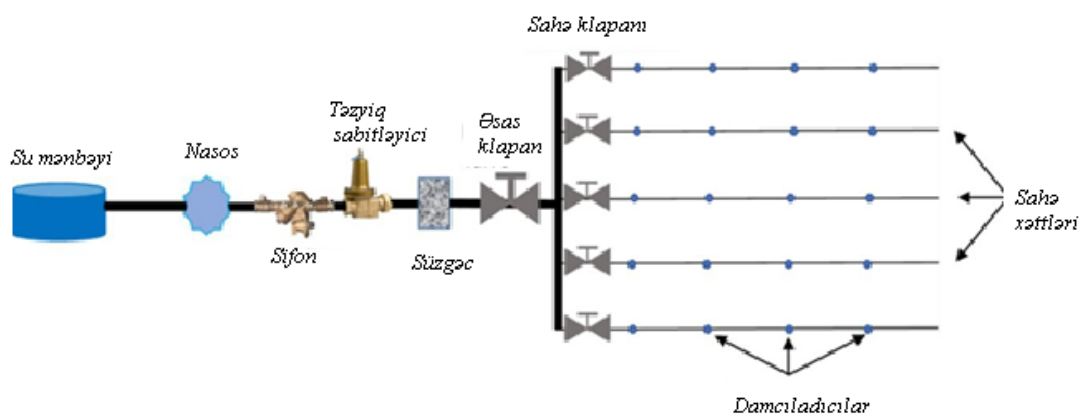 Sahə klapanı
Təzyiq
sabitləyici
Əsas
klapan
Su mənbəyi
Nasos
Sifon
Süzgəc
Sahə
xəttləri
Damcıladıcılar